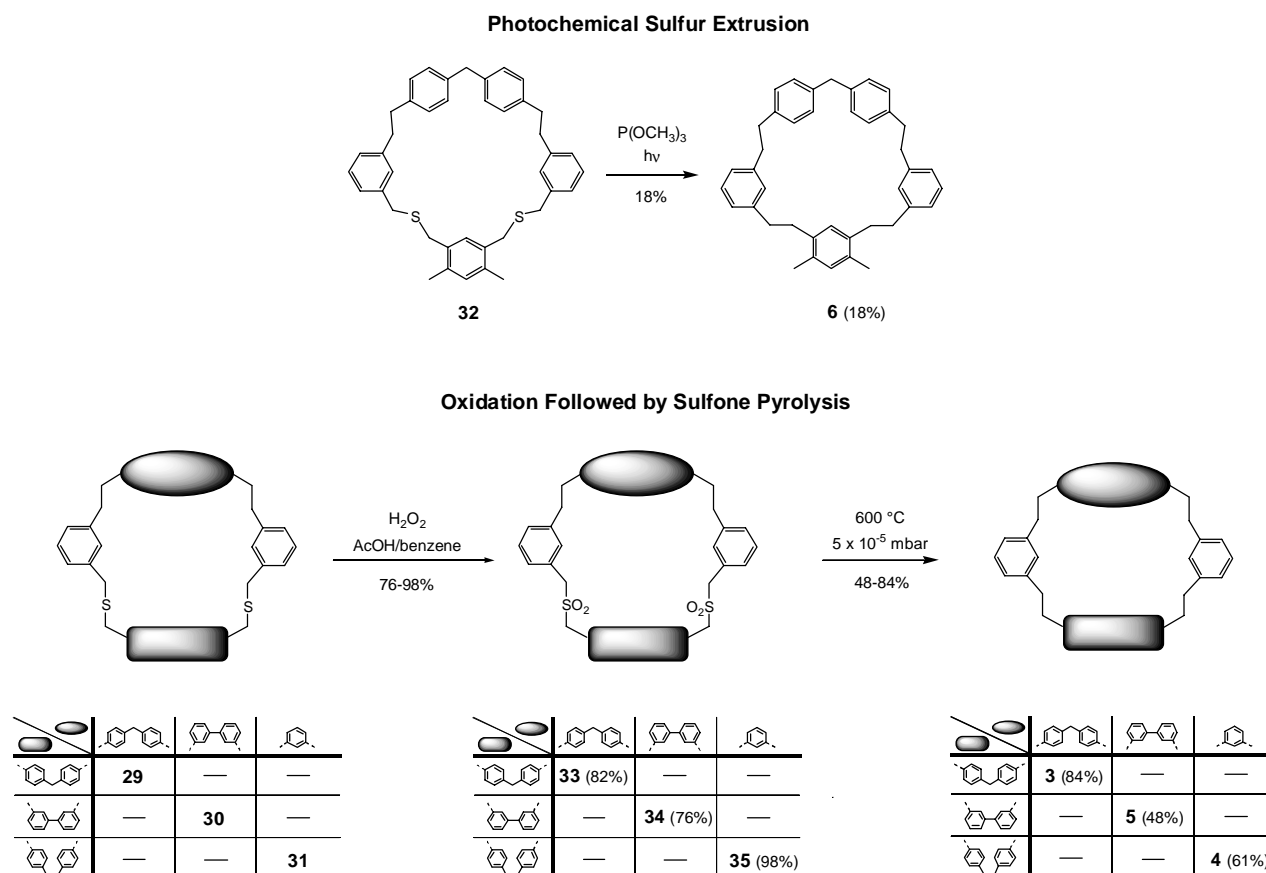 Photochemical Sulfur Extrusion
P(OCH3)3
hν
18%
S
S
32
6 (18%)
Oxidation Followed by Sulfone Pyrolysis
H2O2
AcOH/benzene
76-98%
600 °C
5 x 10-5 mbar
48-84%
S
S
SO2
O2S
29 — —
— 30 —
— — 31
33 (82%) — —
— 34 (76%) —
— — 35 (98%)
3 (84%) — —
— 5 (48%) —
— — 4 (61%)